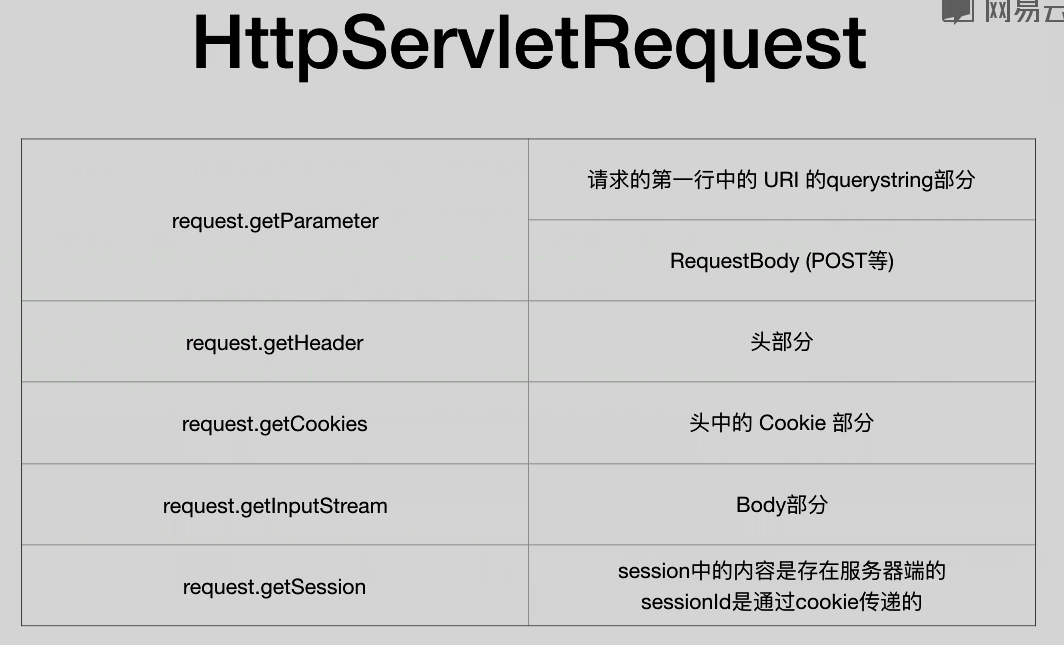 网易云
HttpServletRequest
request.getParameter
请求的第一行中的 URI 的querystring部分
RequestBody (POST等)
request.getHeader
头部分
request.getCookies
头中的 Cookie 部分
request.getInputStream
Body部分
request.getSession
session中的内容是存在服务器端的
sessionId是通过cookie传递的